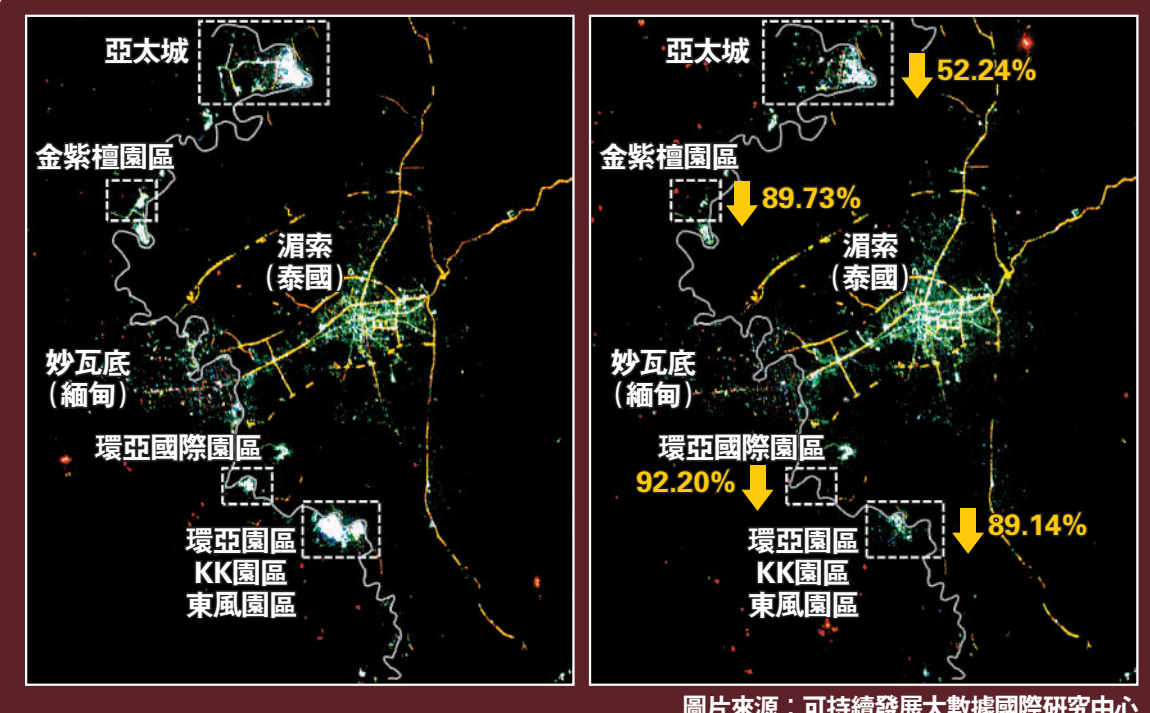 亞太城
金紫檀園區
湄索
（泰國）
妙瓦底
（緬甸）
環亞國際園區
環亞園區
KK園區
東風園區
亞太城
52.24%
金紫檀園區
89.73%
湄索
（泰國）
妙瓦底
（緬甸）
環亞國際園區
92.20%
89.14%
環亞園區
KK園區
東風園區
圖片來源：可持續發展大數據國際研究中心